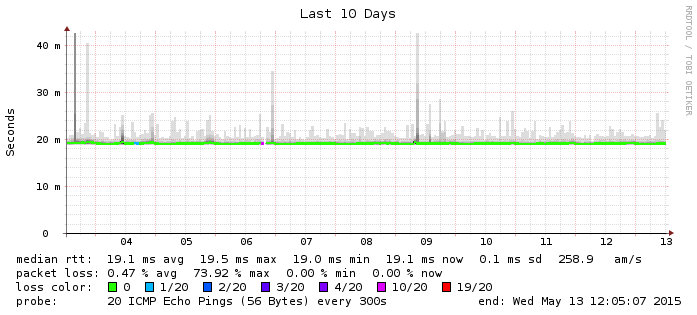 Last 10 Days
RRDTOOL / TOBI OETIKER
Seconds
40 m
30 m
20 m
10 m
0
04 05 06 07 08 09 10 11 12 13
median rtt: 19.1 ms avg 19.5 ms max 19.0 ms min 19.1 ms now 0.1 ms sd 258.9 am/s
packet loss: 0.47 % avg 73.92 % max 0.00 % min 0.00 % now
loss color: 0 1/20 2/20 3/20 4/20 10/20 19/20
probe: 20 ICMP Echo Pings (56 Bytes) every 300s end: Wed May 13 12:05:07 2015